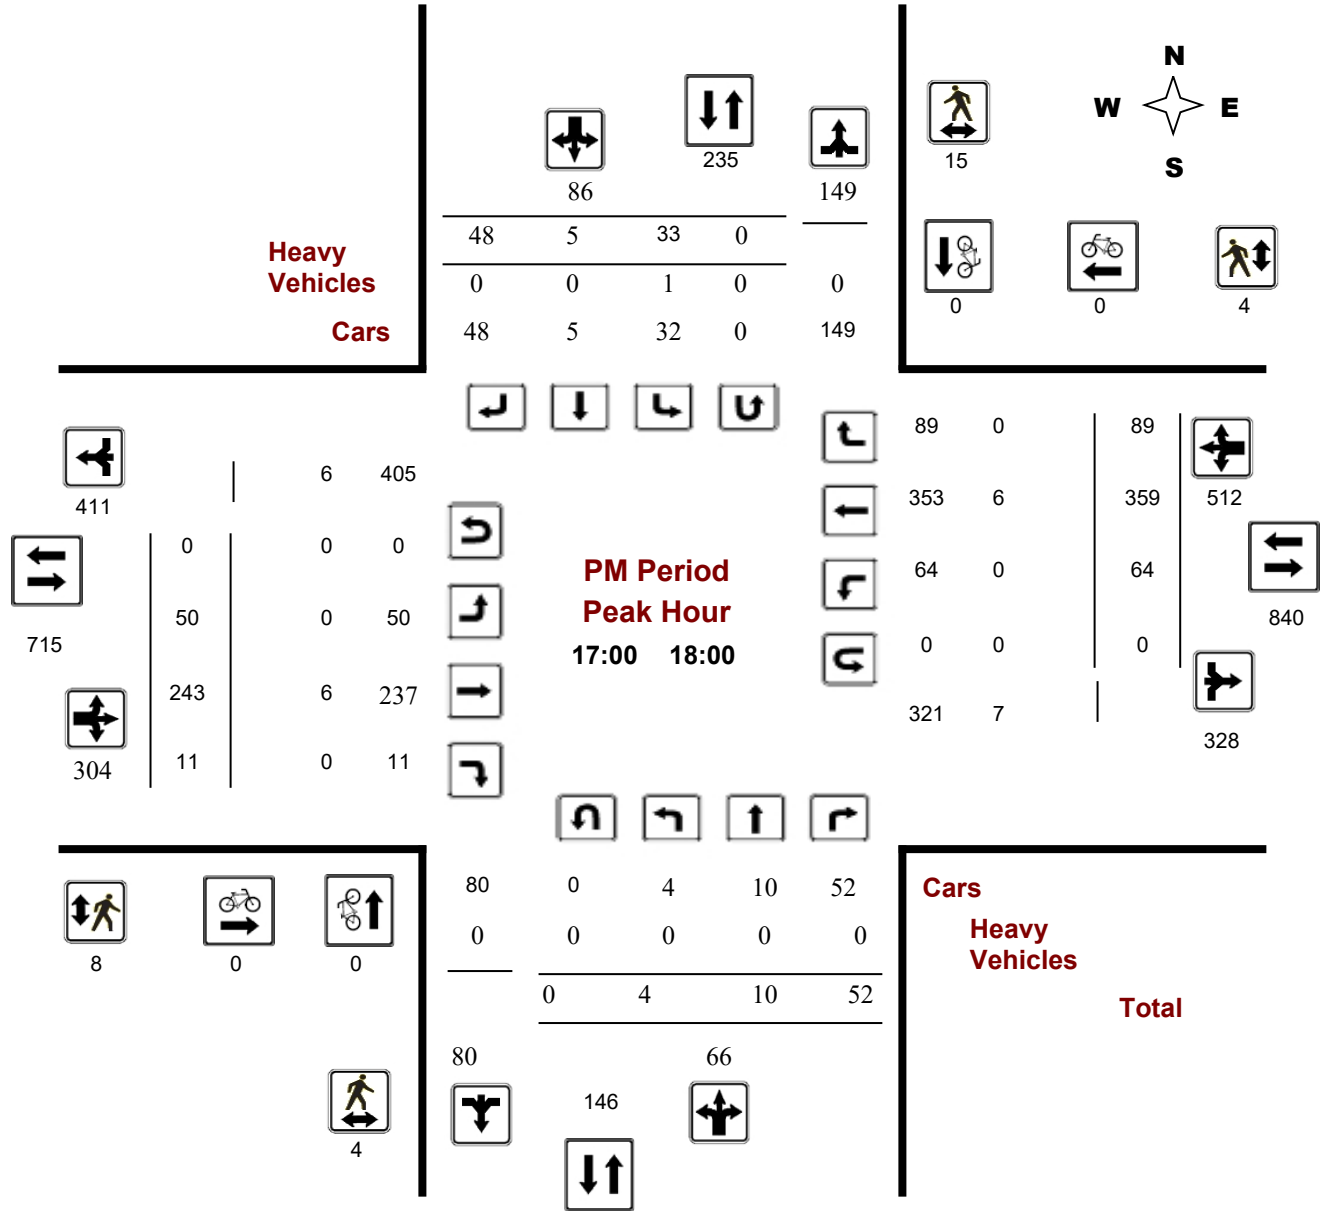 N
W E
S
235
15
86 149
48 5 33 0
Heavy
Vehicles
0 0 1 0 0
Cars
48 5 32 0 149
0 0 4
89 0 89
6 405
411
353 6 359 512
0 0 0
PM Period
Peak Hour
17:00 18:00
64 0 64
50 0 50
840
715
0 0 0
243 6 237
321 7
328
304
11 0 11
80 0 4 10 52
Cars
0 0 0 0 0
Heavy
Vehicles
8 0 0
0 4 10 52
Total
80 66
146
4